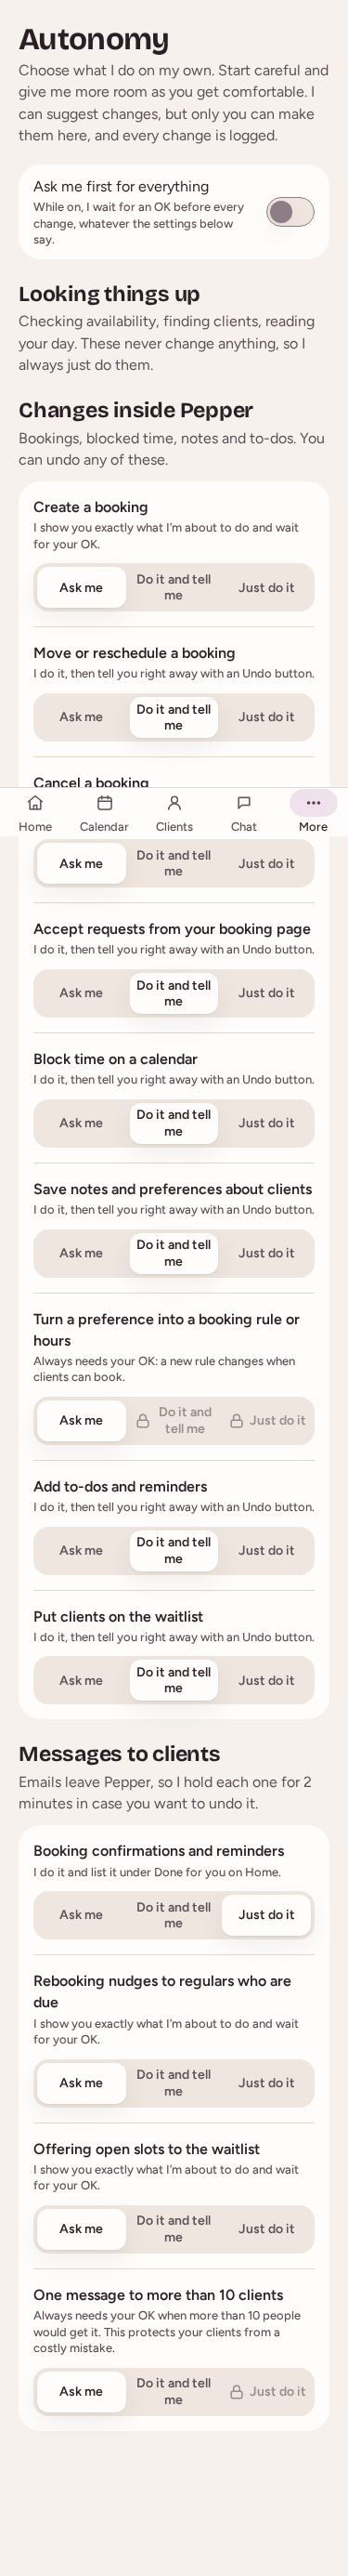 Autonomy
Choose what I do on my own. Start careful and
give me more room as you get comfortable. I
can suggest changes, but only you can make
them here, and every change is logged.
Ask me first for everything
While on, I wait for an OK before every
change, whatever the settings below
say.
Looking things up
Checking availability, finding clients, reading
your day. These never change anything, so I
always just do them.
Changes inside Pepper
Bookings, blocked time, notes and to-dos. You
can undo any of these.
Create a booking
I show you exactly what I'm about to do and wait
for your OK.
Ask me
Do it and tell
me
Just do it
Move or reschedule a booking
I do it, then tell you right away with an Undo button.
Ask me
Do it and tell
me
Just do it
Cancel a booking
Home
Calendar
Clients
Chat
More
Ask me
Do it and tell
me
Just do it
Accept requests from your booking page
I do it, then tell you right away with an Undo button.
Ask me
Do it and tell
me
Just do it
Block time on a calendar
I do it, then tell you right away with an Undo button.
Ask me
Do it and tell
me
Just do it
Save notes and preferences about clients
I do it, then tell you right away with an Undo button.
Ask me
Do it and tell
me
Just do it
Turn a preference into a booking rule or
hours
Always needs your OK: a new rule changes when
clients can book.
Ask me
Do it and
tell me
Just do it
Add to-dos and reminders
I do it, then tell you right away with an Undo button.
Ask me
Do it and tell
me
Just do it
Put clients on the waitlist
I do it, then tell you right away with an Undo button.
Ask me
Do it and tell
me
Just do it
Messages to clients
Emails leave Pepper, so I hold each one for 2
minutes in case you want to undo it.
Booking confirmations and reminders
I do it and list it under Done for you on Home.
Ask me
Do it and tell
me
Just do it
Rebooking nudges to regulars who are
due
I show you exactly what I'm about to do and wait
for your OK.
Ask me
Do it and tell
me
Just do it
Offering open slots to the waitlist
I show you exactly what I'm about to do and wait
for your OK.
Ask me
Do it and tell
me
Just do it
One message to more than 10 clients
Always needs your OK when more than 10 people
would get it. This protects your clients from a
costly mistake.
Ask me
Do it and tell
me
Just do it